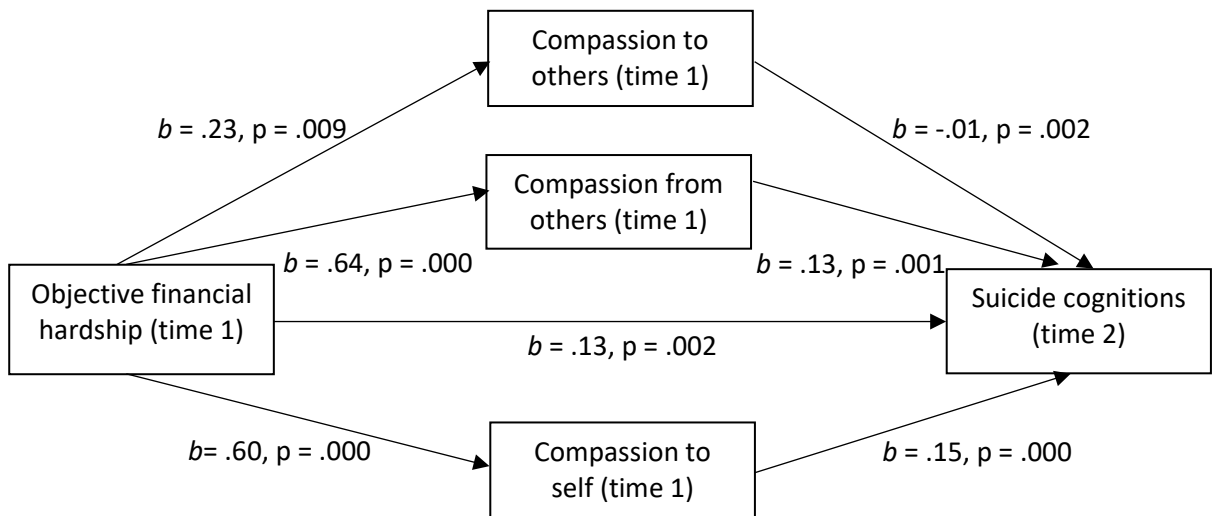 Compassion to
others (time 1)
b = .23, p = .009
b = -.01, p = .002
Compassion from
others (time 1)
b = .64, p = .000
b = .13, p = .001
Objective financial
hardship (time 1)
Suicide cognitions
(time 2)
b = .13, p = .002
b= .60, p = .000
Compassion to
self (time 1)
b = .15, p = .000